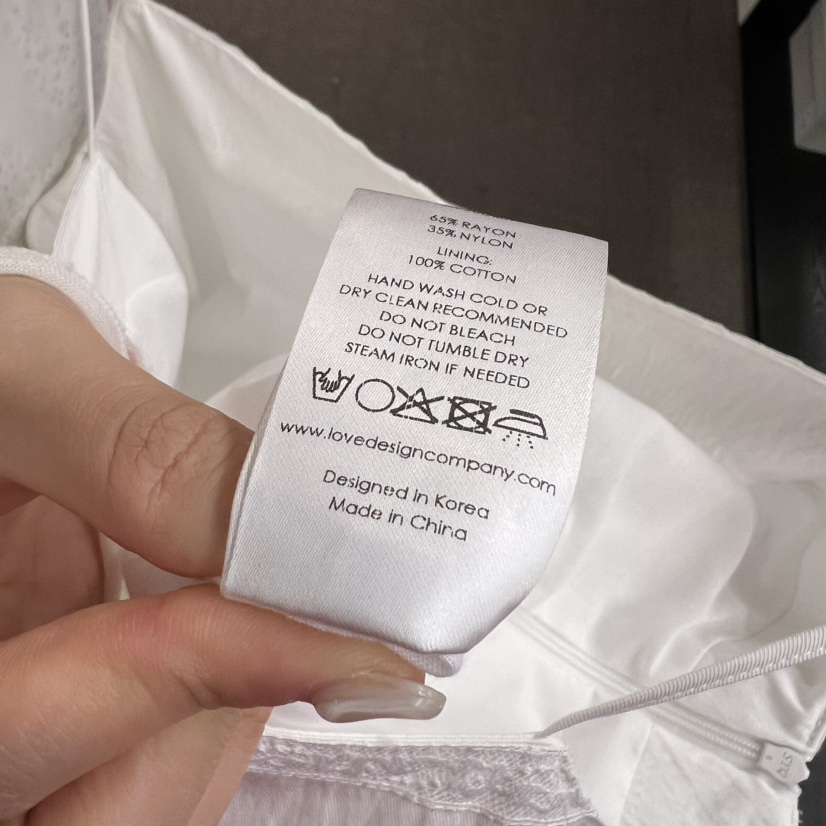 65% RAYON
35% NYLON
LINING:
100% COTTON
HAND WASH COLD OR
DRY CLEAN RECOMMENDED
DO NOT BLEACH
DO NOT TUMBLE DRY
STEAM IRON IF NEEDED
www.lovedesigncompany.com
Designed in Korea
Made in China